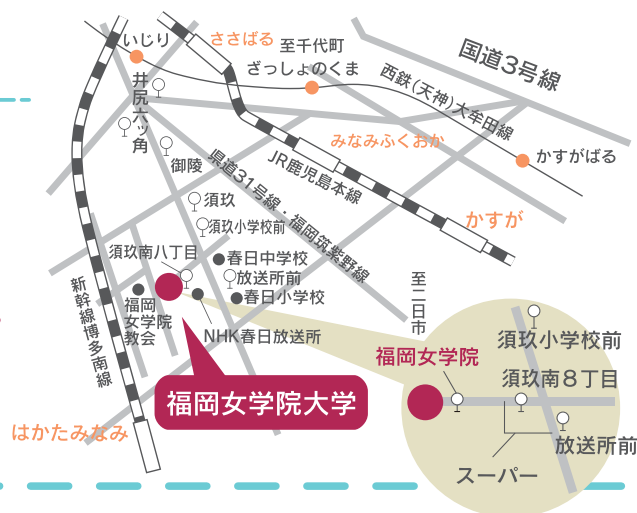 いじり
ささばる
至千代町
ざっしょのくま
国道3号線
西鉄(天神)大牟田線
井尻六ッ角
みなみふくおか
かすがばる
御陵
県道31号線・福岡筑紫野線
JR鹿児島本線
須玖
須玖小学校前
かすが
須玖南八丁目
春日中学校
放送所前
春日小学校
新幹線博多南線
福岡
女学院
教会
NHK春日放送所
至二日市
福岡女学院大学
はかたみなみ
福岡女学院
須玖小学校前
須玖南8丁目
放送所前
スーパー